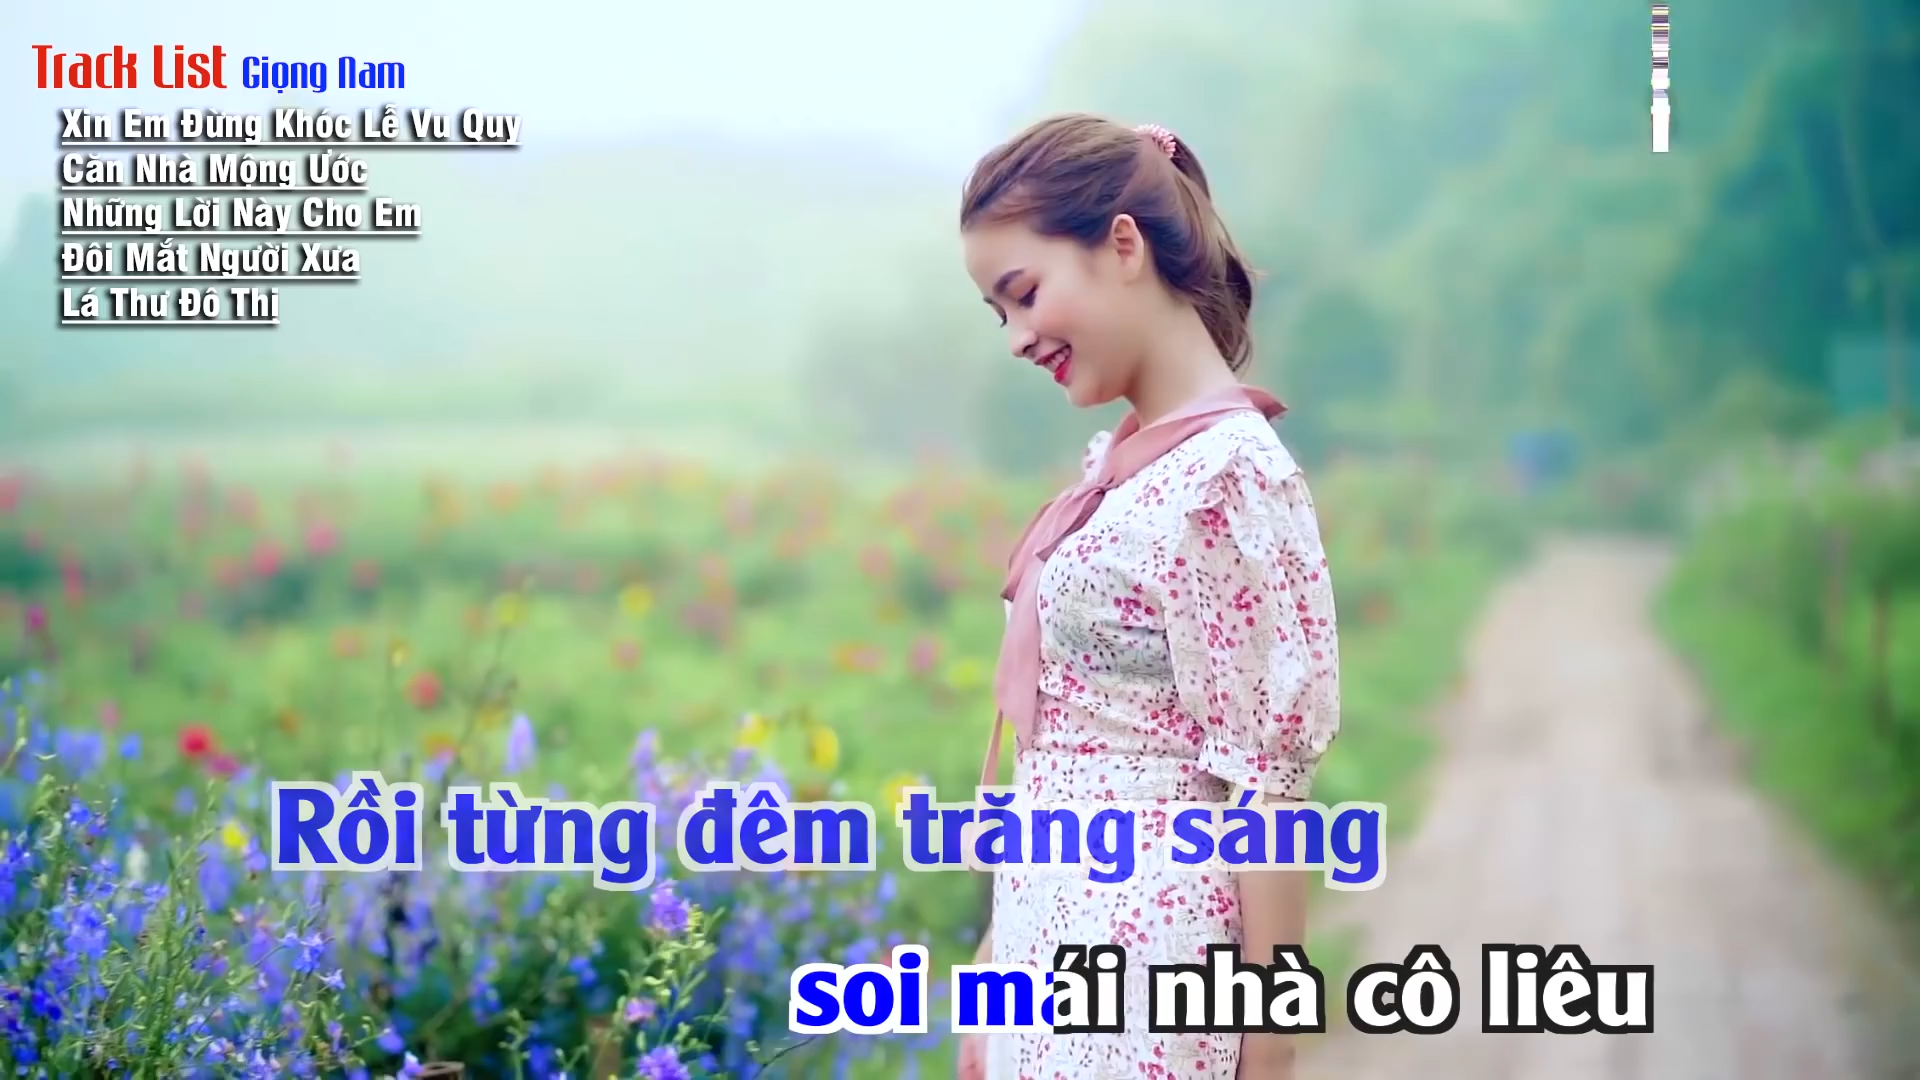 Track List Giọng Nam
Xin Em Đừng Khóc Lễ Vu Quy
Căn Nhà Mộng Ước
Những Lời Này Cho Em
Đôi Mắt Người Xưa
Lá Thư Đô Thị
Rồi từng đêm trăng sáng
soi mái nhà cô liêu